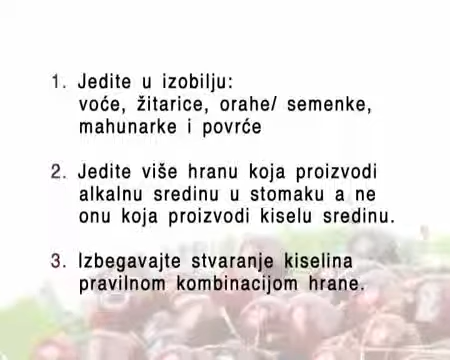 1. Jedite u izobilju:
voće, žitarice, orahe/ semenke,
mahunarke i povrće
2. Jedite više hranu koja proizvodi
alkalnu sredinu u stomaku a ne
onu koja proizvodi kiselu sredinu.
3. Izbegavajte stvaranje kiselina
pravilnom kombinacijom hrane.